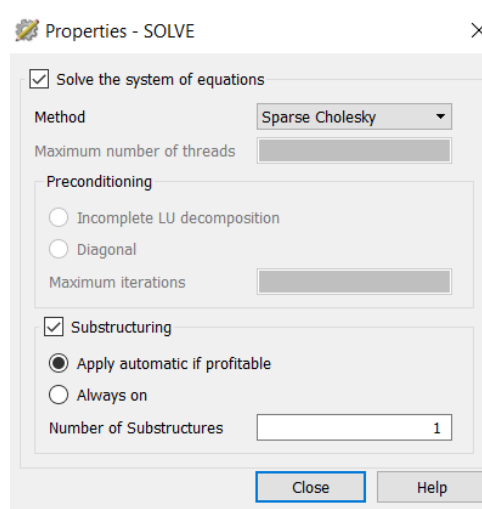 Properties - SOLVE
Solve the system of equations
Method Sparse Cholesky
Maximum number of threads
Preconditioning
Incomplete LU decomposition
Diagonal
Maximum iterations
Substructuring
Apply automatic if profitable
Always on
Number of Substructures 1
Close Help